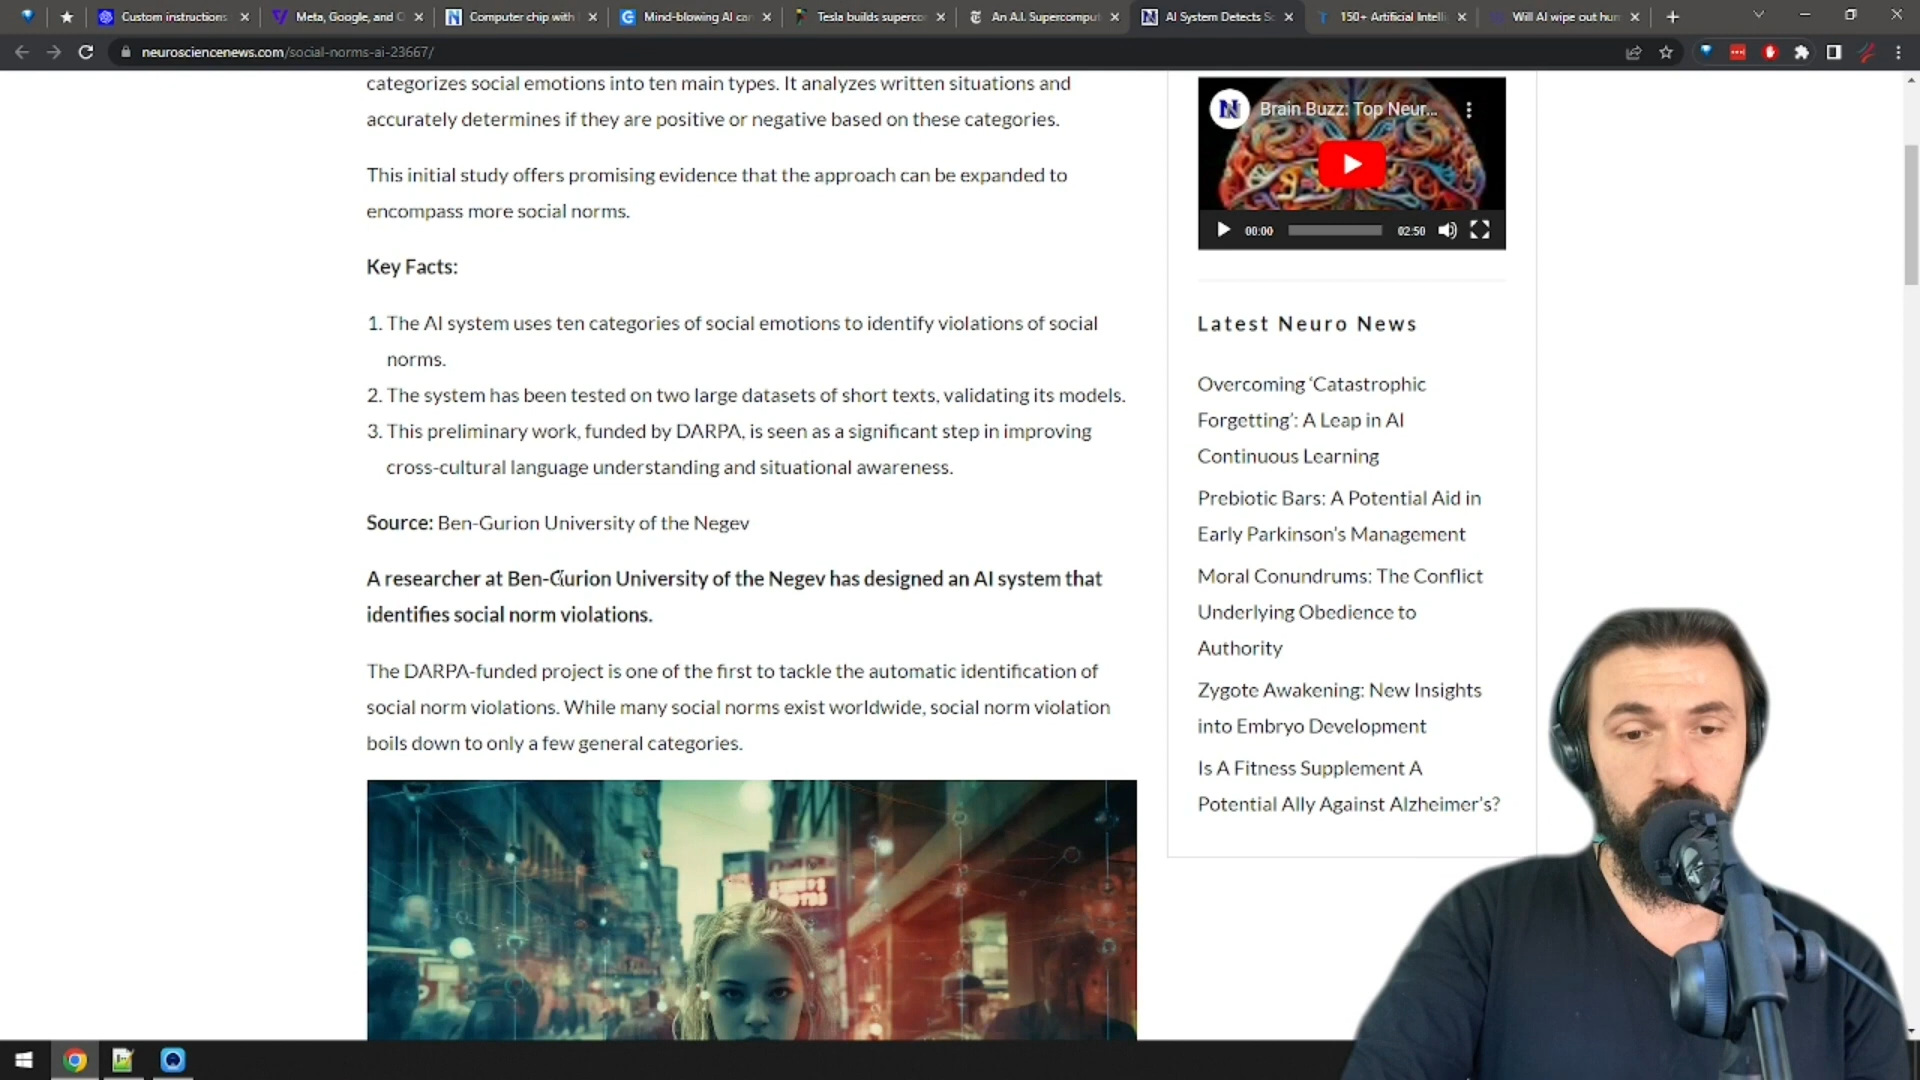 Custom instructions
Meta, Google, and O
Computer chip with
Mind-blowing AI car
Tesla builds superco
An A.I. Supercomput
AI System Detects So
150+ Artificial Intelli
Will AI wipe out hum
neurosciencenews.com/social-norms-ai-23667/
categorizes social emotions into ten main types. It analyzes written situations and
accurately determines if they are positive or negative based on these categories.
This initial study offers promising evidence that the approach can be expanded to
encompass more social norms.
Key Facts:
1. The AI system uses ten categories of social emotions to identify violations of social
norms.
2. The system has been tested on two large datasets of short texts, validating its models.
3. This preliminary work, funded by DARPA, is seen as a significant step in improving
cross-cultural language understanding and situational awareness.
Source: Ben-Gurion University of the Negev
A researcher at Ben-Gurion University of the Negev has designed an AI system that
identifies social norm violations.
The DARPA-funded project is one of the first to tackle the automatic identification of
social norm violations. While many social norms exist worldwide, social norm violation
boils down to only a few general categories.
Brain Buzz: Top Neur...
00:00
02:50
Latest Neuro News
Overcoming ‘Catastrophic
Forgetting’: A Leap in AI
Continuous Learning
Prebiotic Bars: A Potential Aid in
Early Parkinson’s Management
Moral Conundrums: The Conflict
Underlying Obedience to
Authority
Zygote Awakening: New Insights
into Embryo Development
Is A Fitness Supplement A
Potential Ally Against Alzheimer’s?